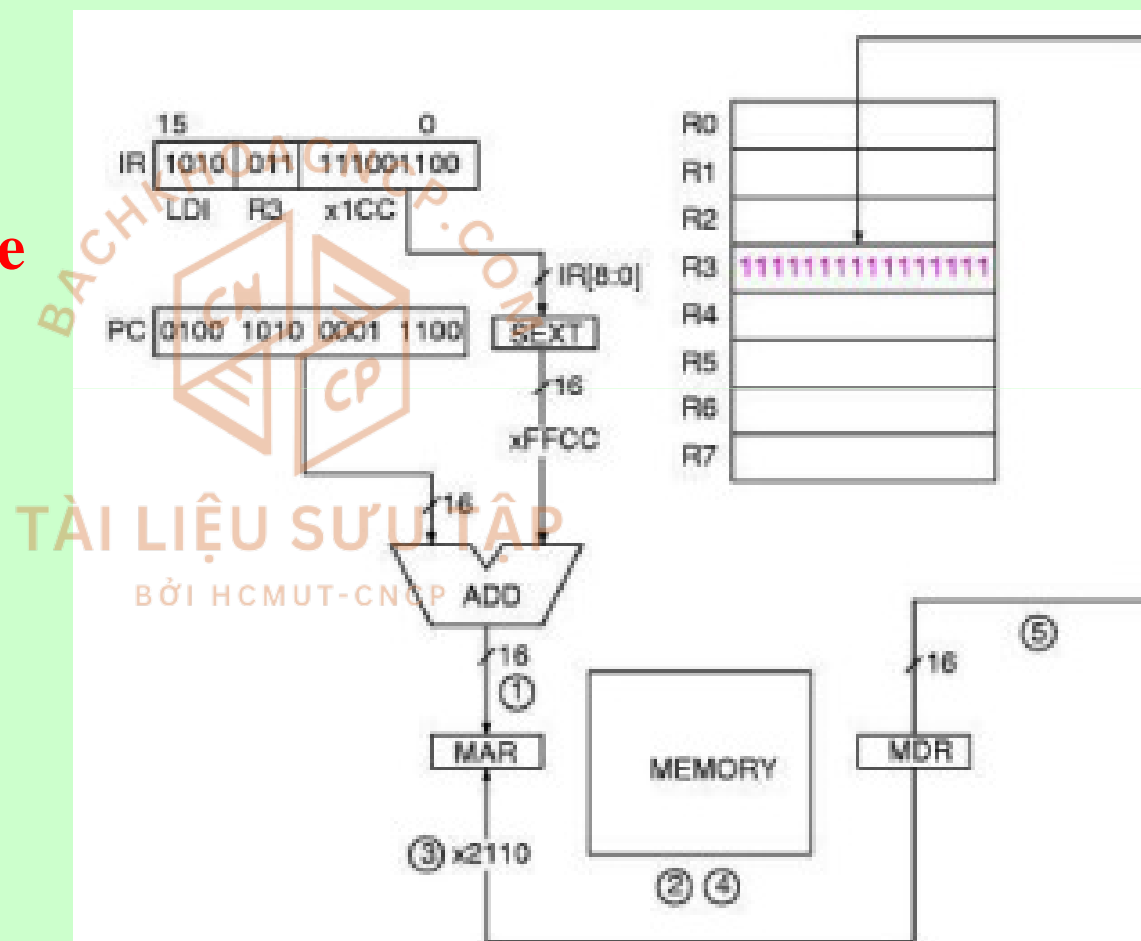 15 0
IR 1010 011 111001100
LDI R3 x1CC
e
IR[8:0]
PC 0100 1010 0001 1100
SEXT
16
xFFCC
16
ADD
16
①
MAR
③ x2110
MEMORY
② ④
MDR
16
⑤
R0
R1
R2
R3 1111111111111111
R4
R5
R6
R7
BACHKHOACNCP.COM
CN
CP
TÀI LIỆU SƯU TẬP
BỞI HCMUT-CNCP